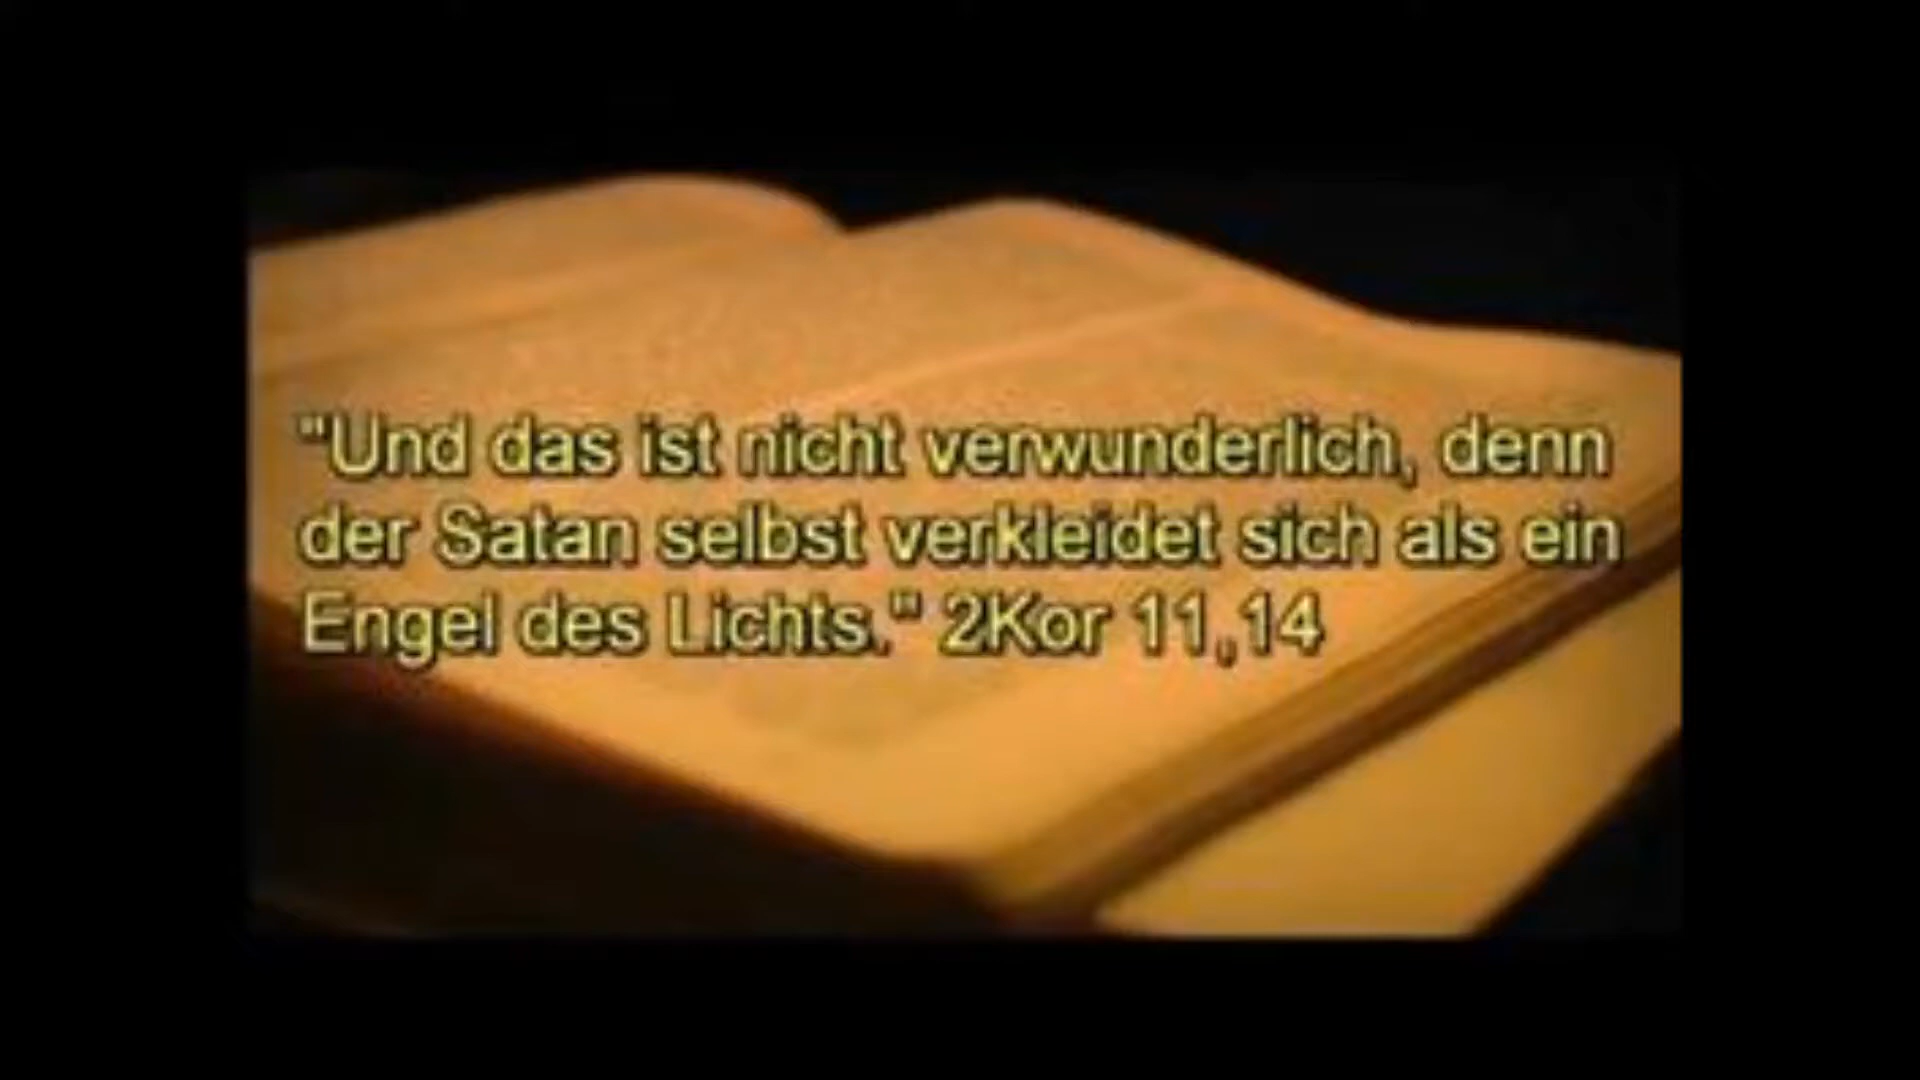 "Und das ist nicht verwunderlich, denn
der Satan selbst verkleidet sich als ein
Engel des Lichts." 2Kor 11,14